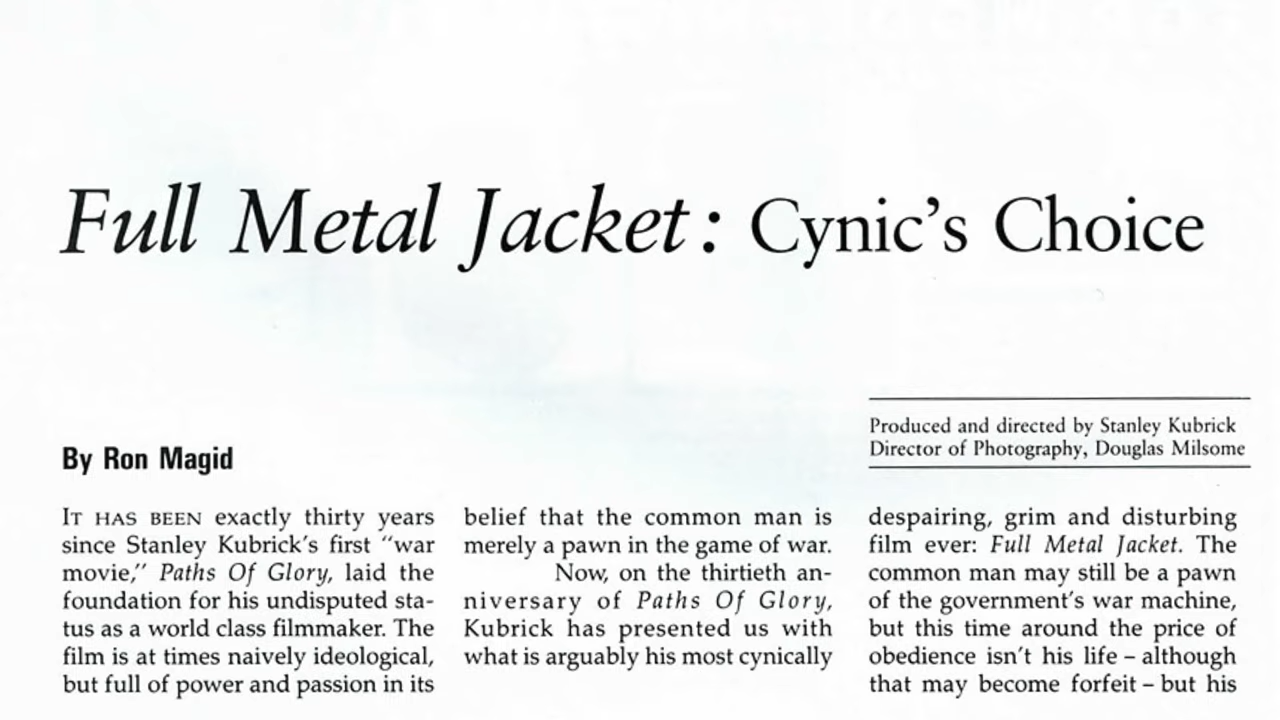 Full Metal Jacket: Cynic's Choice
By Ron Magid
Produced and directed by Stanley Kubrick
Director of Photography, Douglas Milsome
IT HAS BEEN exactly thirty years
since Stanley Kubrick's first “war
movie,” Paths Of Glory, laid the
foundation for his undisputed sta-
tus as a world class filmmaker. The
film is at times naively ideological,
but full of power and passion in its
belief that the common man is
merely a pawn in the game of war.
Now, on the thirtieth an-
niversary of Paths Of Glory,
Kubrick has presented us with
what is arguably his most cynically
despairing, grim and disturbing
film ever: Full Metal Jacket. The
common man may still be a pawn
of the government's war machine,
but this time around the price of
obedience isn't his life – although
that may become forfeit – but his